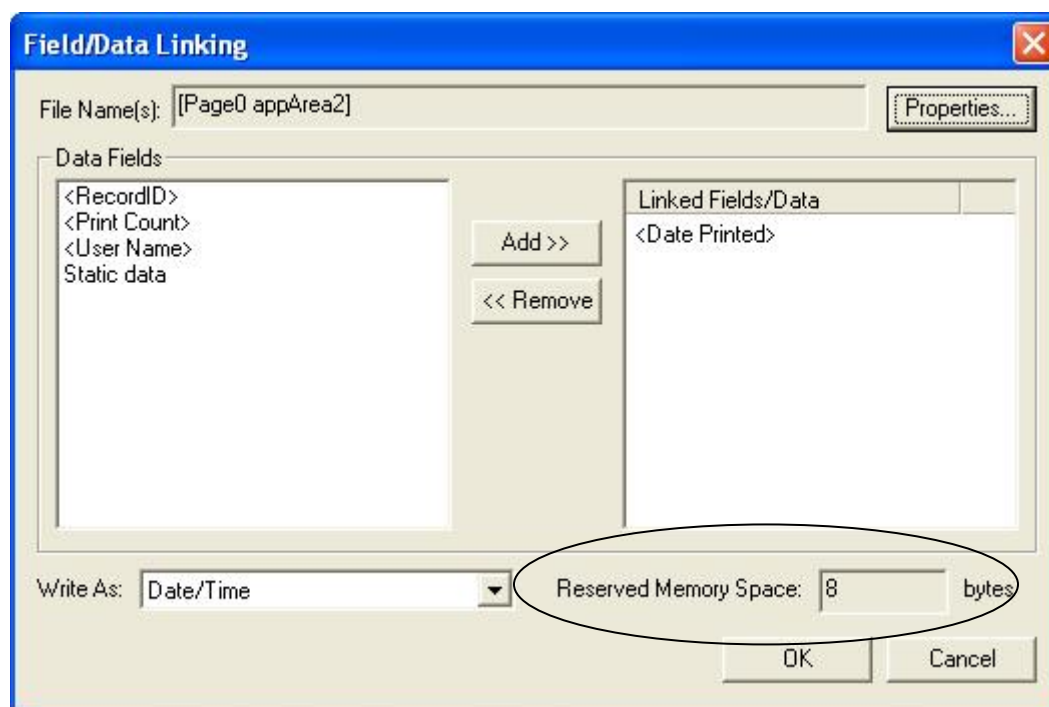 Field/Data Linking
File Name(s): [Page0 appArea2]
Properties...
Data Fields
<RecordID>
<Print Count>
<User Name>
Static data
Add >>
<< Remove
Linked Fields/Data
<Date Printed>
Write As: Date/Time
Reserved Memory Space: 8 bytes
OK
Cancel